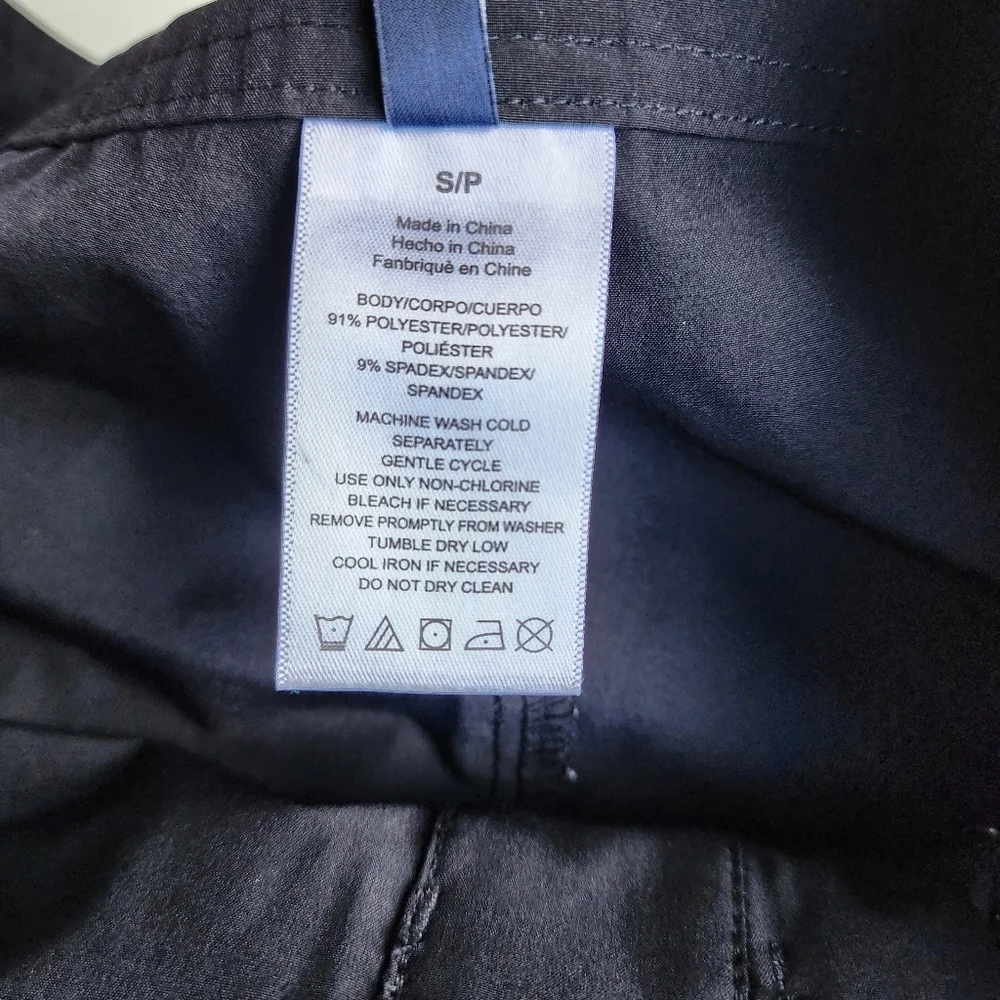 S/P
Made in China
Hecho in China
Fanbriquè en Chine
BODY/CORPO/CUERPO
91% POLYESTER/POLYESTER/
POLIÉSTER
9% SPADEX/SPANDEX/
SPANDEX
MACHINE WASH COLD
SEPARATELY
GENTLE CYCLE
USE ONLY NON-CHLORINE
BLEACH IF NECESSARY
REMOVE PROMPTLY FROM WASHER
TUMBLE DRY LOW
COOL IRON IF NECESSARY
DO NOT DRY CLEAN